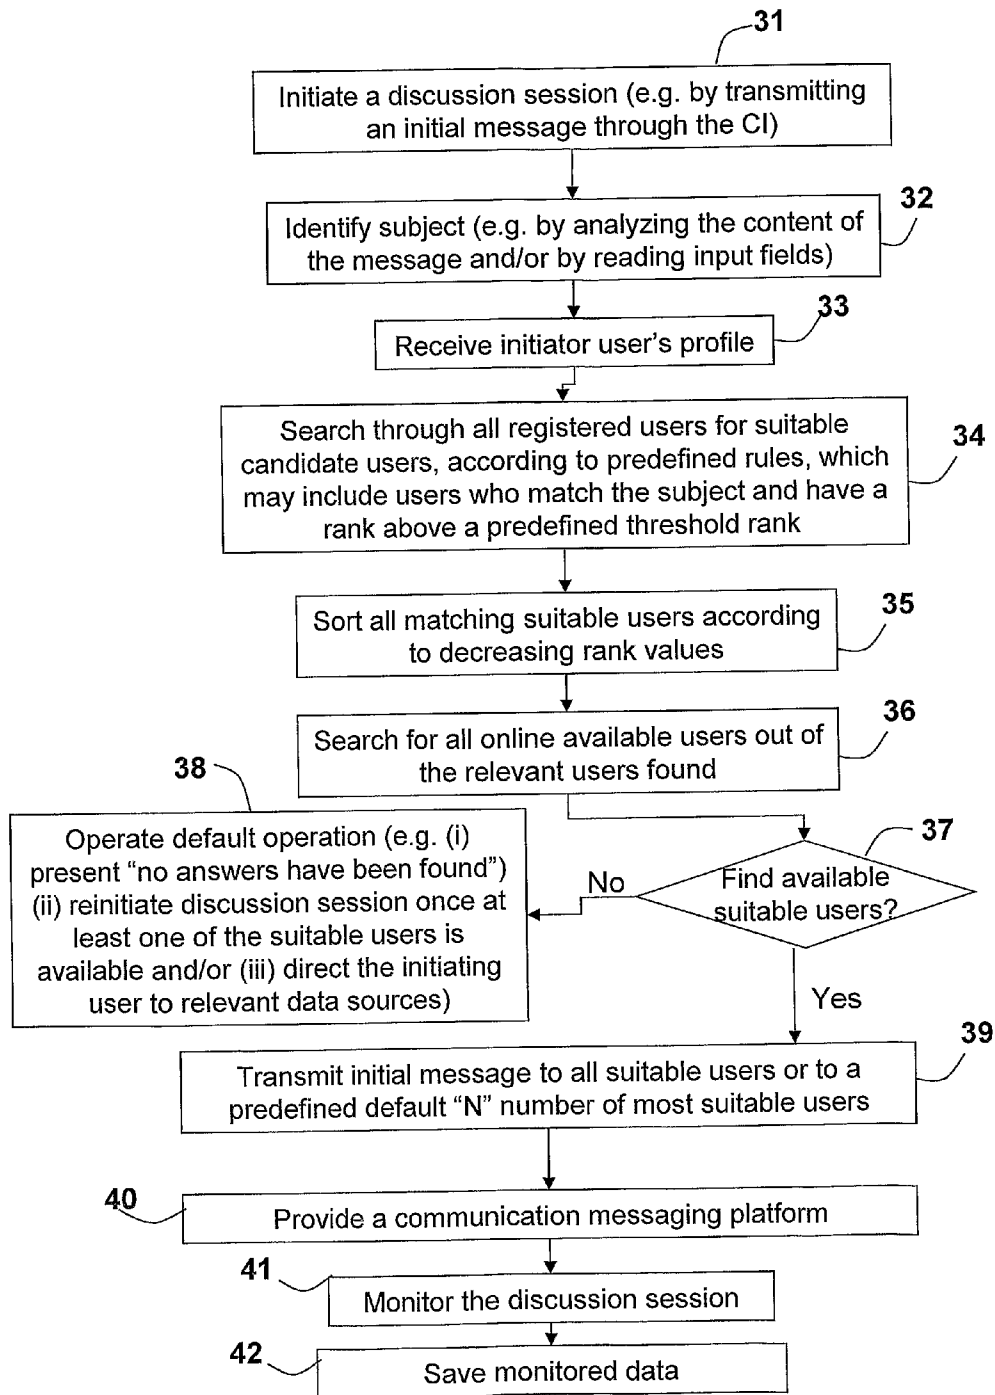 31
Initiate a discussion session (e.g. by transmitting
an initial message through the CI)
32
Identify subject (e.g. by analyzing the content of
the message and/or by reading input fields)
33
Receive initiator user's profile
34
Search through all registered users for suitable
candidate users, according to predefined rules, which
may include users who match the subject and have a
rank above a predefined threshold rank
35
Sort all matching suitable users according
to decreasing rank values
36
Search for all online available users out of
the relevant users found
38
Operate default operation (e.g. (i)
present “no answers have been found”)
(ii) reinitiate discussion session once at
least one of the suitable users is
available and/or (iii) direct the initiating
user to relevant data sources)
37
Find available
suitable users?
No
Yes
39
Transmit initial message to all suitable users or to a
predefined default “N” number of most suitable users
40
Provide a communication messaging platform
41
Monitor the discussion session
42
Save monitored data